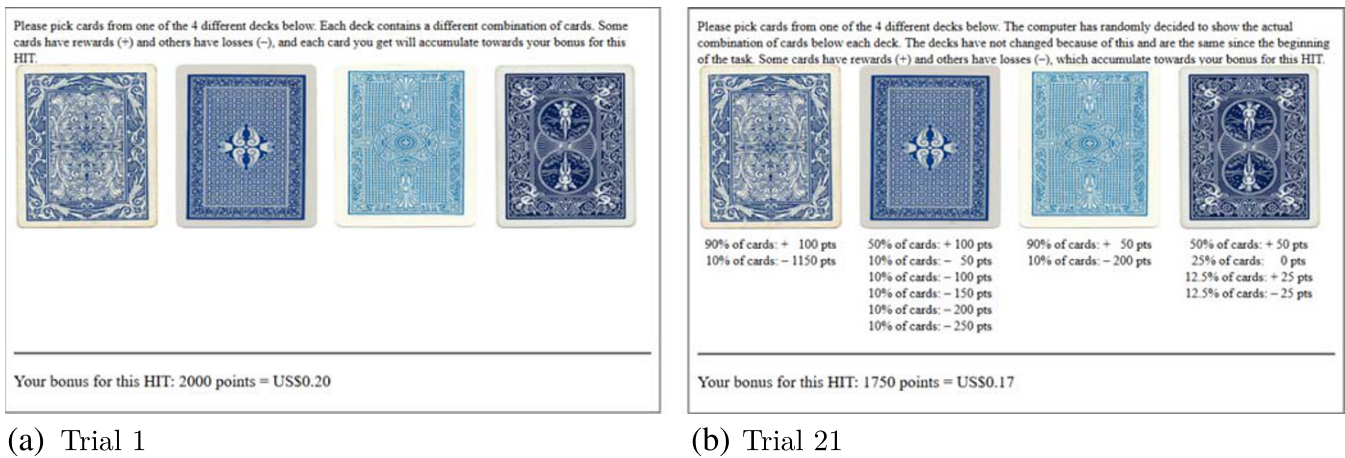 Please pick cards from one of the 4 different decks below. Each deck contains a different combination of cards. Some
cards have rewards (+) and others have losses (−), and each card you get will accumulate towards your bonus for this
HIT.
Your bonus for this HIT: 2000 points = US$0.20
(a) Trial 1
Please pick cards from one of the 4 different decks below. The computer has randomly decided to show the actual
combination of cards below each deck. The decks have not changed because of this and are the same since the beginning
of the task. Some cards have rewards (+) and others have losses (−), which accumulate towards your bonus for this HIT.
90% of cards: + 100 pts
10% of cards: − 1150 pts
50% of cards: + 100 pts
10% of cards: − 50 pts
10% of cards: − 100 pts
10% of cards: − 150 pts
10% of cards: − 200 pts
10% of cards: − 250 pts
90% of cards: + 50 pts
10% of cards: − 200 pts
50% of cards: + 50 pts
25% of cards: 0 pts
12.5% of cards: + 25 pts
12.5% of cards: − 25 pts
Your bonus for this HIT: 1750 points = US$0.17
(b) Trial 21